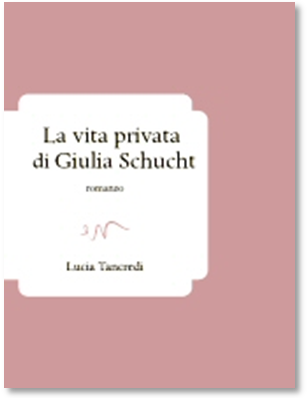 La vita privata
di Giulia Schucht
romanzo
Lucia Tancredi